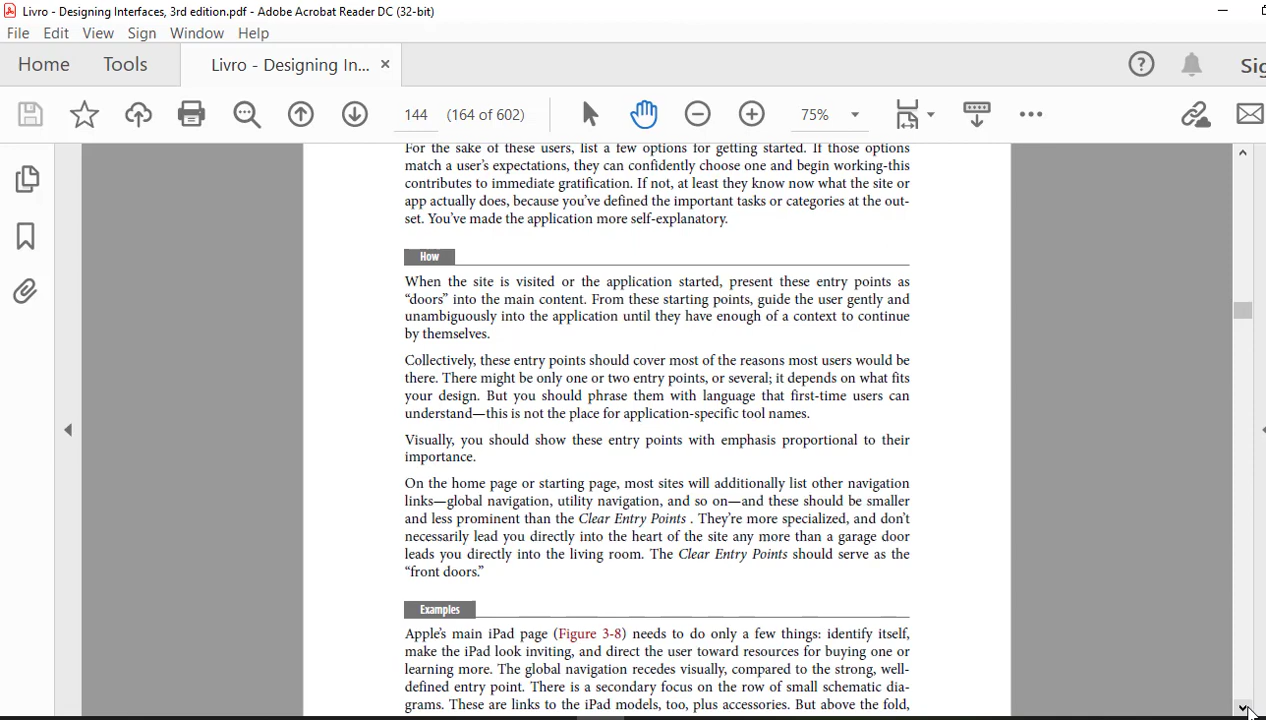 Livro - Designing Interfaces, 3rd edition.pdf - Adobe Acrobat Reader DC (32-bit)
File Edit View Sign Window Help
Home Tools Livro - Designing In... ×
144 (164 of 602) 75%
For the sake of these users, list a few options for getting started. If those options
match a user's expectations, they can confidently choose one and begin working-this
contributes to immediate gratification. If not, at least they know now what the site or
app actually does, because you've defined the important tasks or categories at the out-
set. You've made the application more self-explanatory.
How
When the site is visited or the application started, present these entry points as
“doors” into the main content. From these starting points, guide the user gently and
unambiguously into the application until they have enough of a context to continue
by themselves.
Collectively, these entry points should cover most of the reasons most users would be
there. There might be only one or two entry points, or several; it depends on what fits
your design. But you should phrase them with language that first-time users can
understand—this is not the place for application-specific tool names.
Visually, you should show these entry points with emphasis proportional to their
importance.
On the home page or starting page, most sites will additionally list other navigation
links—global navigation, utility navigation, and so on—and these should be smaller
and less prominent than the Clear Entry Points . They're more specialized, and don't
necessarily lead you directly into the heart of the site any more than a garage door
leads you directly into the living room. The Clear Entry Points should serve as the
“front doors.”
Examples
Apple's main iPad page (Figure 3-8) needs to do only a few things: identify itself,
make the iPad look inviting, and direct the user toward resources for buying one or
learning more. The global navigation recedes visually, compared to the strong, well-
defined entry point. There is a secondary focus on the row of small schematic dia-
grams. These are links to the iPad models, too, plus accessories. But above the fold,